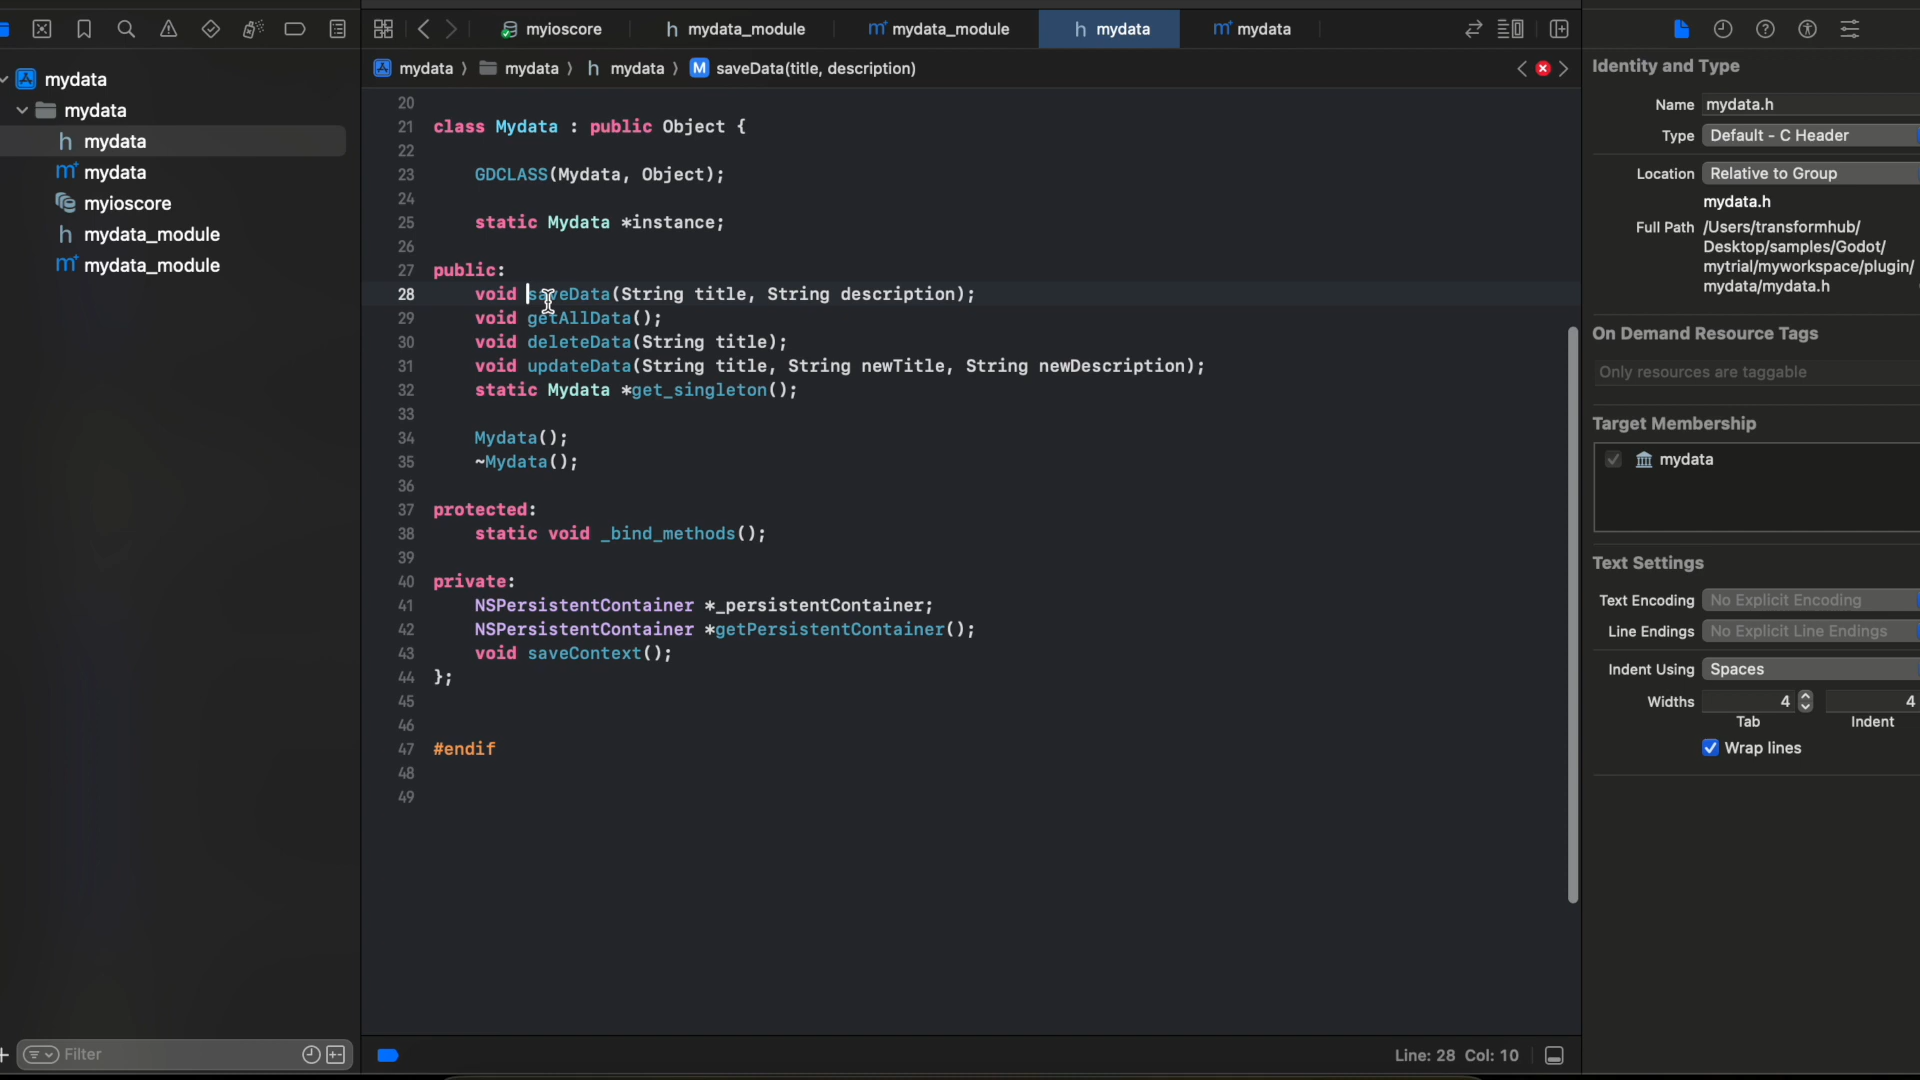 myioscore
mydata_module
mydata_module
mydata
mydata
mydata
mydata
mydata
mydata
myioscore
mydata_module
mydata_module
Filter
mydata 〉 mydata 〉 h mydata 〉 M saveData(title, description)
20
21 class Mydata : public Object {
22
23 GDCLASS(Mydata, Object);
24
25 static Mydata *instance;
26
27 public:
28 void saveData(String title, String description);
29 void getAllData();
30 void deleteData(String title);
31 void updateData(String title, String newTitle, String newDescription);
32 static Mydata *get_singleton();
33
34 Mydata();
35 ~Mydata();
36
37 protected:
38 static void _bind_methods();
39
40 private:
41 NSPersistentContainer *_persistentContainer;
42 NSPersistentContainer *getPersistentContainer();
43 void saveContext();
44 };
45
46
47 #endif
48
49
Line: 28 Col: 10
Identity and Type
Name mydata.h
Type Default - C Header
Location Relative to Group
mydata.h
Full Path /Users/transformhub/
Desktop/samples/Godot/
mytrial/myworkspace/plugin/
mydata/mydata.h
On Demand Resource Tags
Only resources are taggable
Target Membership
mydata
Text Settings
Text Encoding No Explicit Encoding
Line Endings No Explicit Line Endings
Indent Using Spaces
Widths 4 4
Tab Indent
Wrap lines